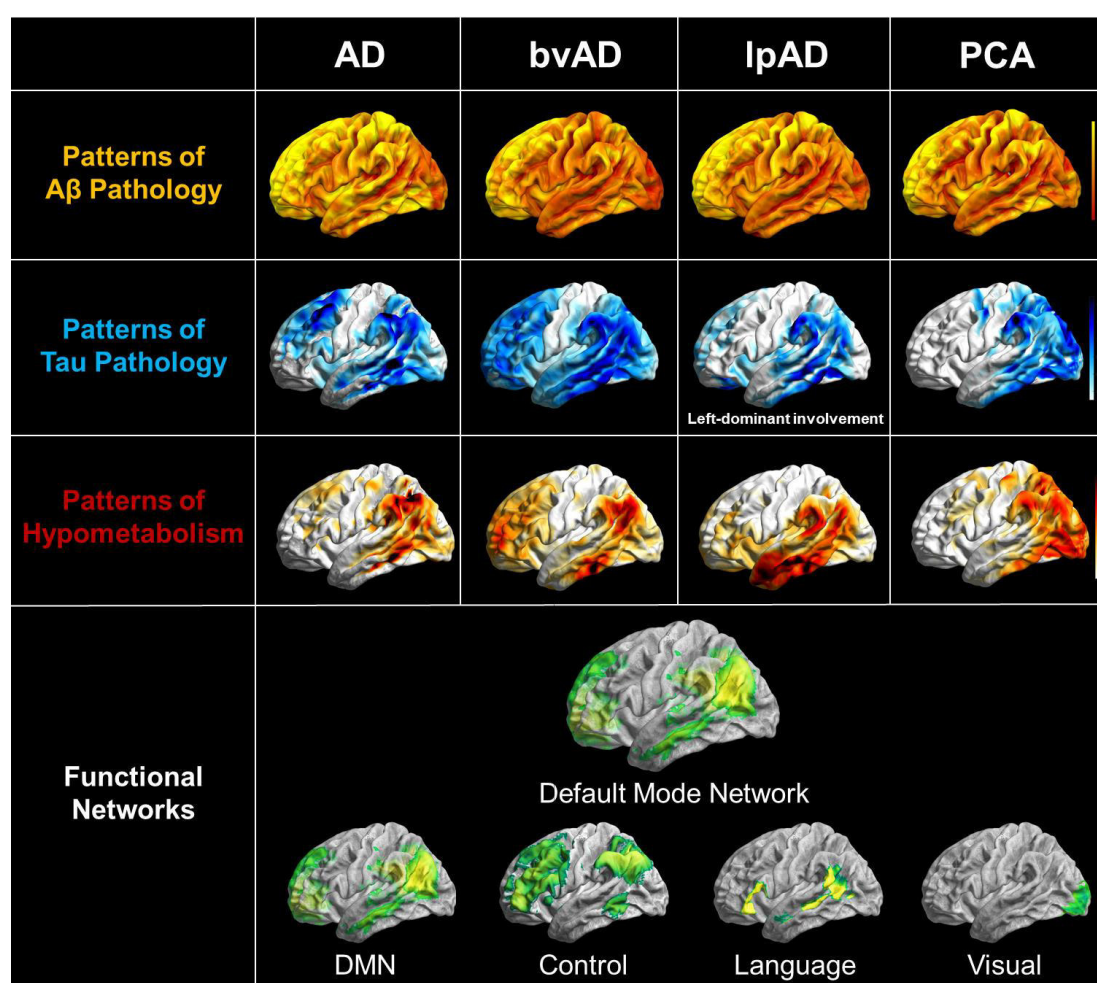 AD
bvAD
lpAD
PCA
Patterns of
Aβ Pathology
Patterns of
Tau Pathology
Left-dominant involvement
Patterns of
Hypometabolism
Functional
Networks
Default Mode Network
DMN
Control
Language
Visual